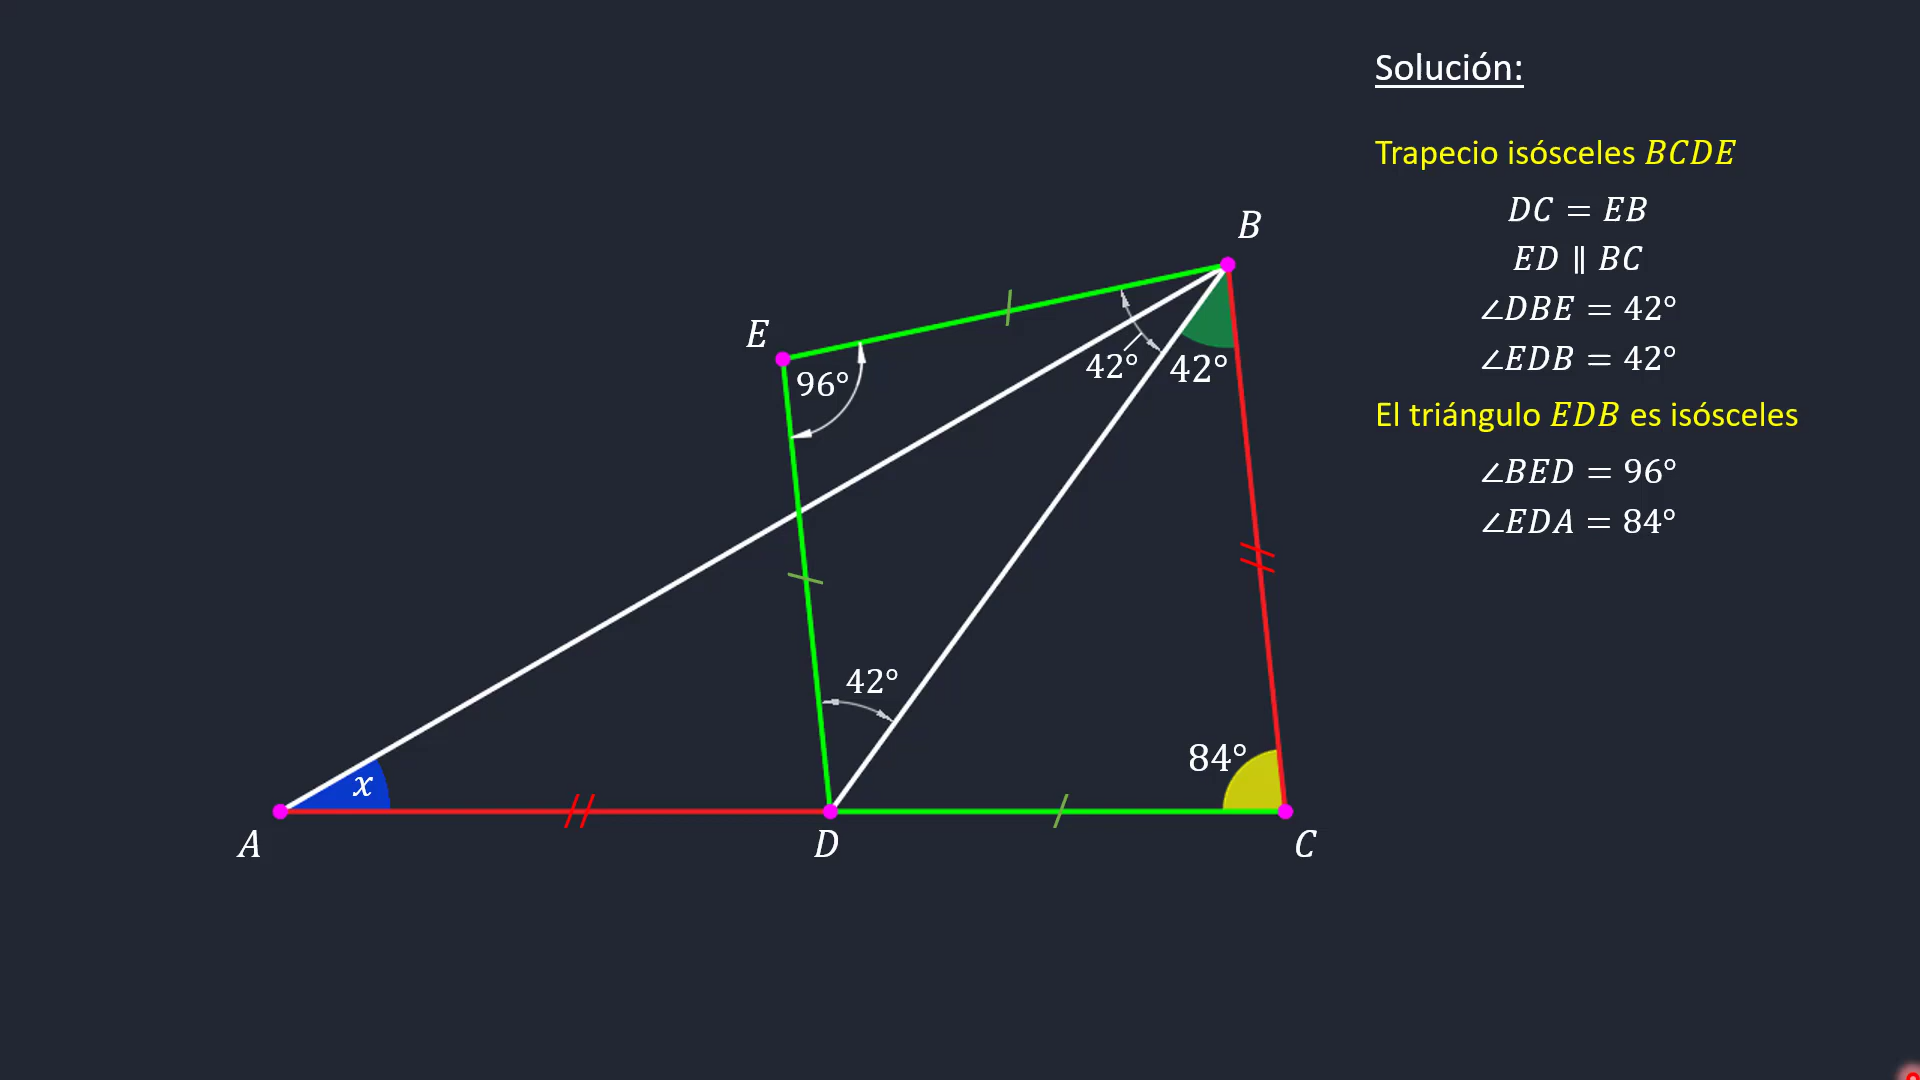 Solución:
Trapecio isósceles BCDE
DC = EB
ED ∥ BC
∠DBE = 42°
∠EDB = 42°
El triángulo EDB es isósceles
∠BED = 96°
∠EDA = 84°
B
E
96°
42°
42°
42°
84°
x
A
D
C